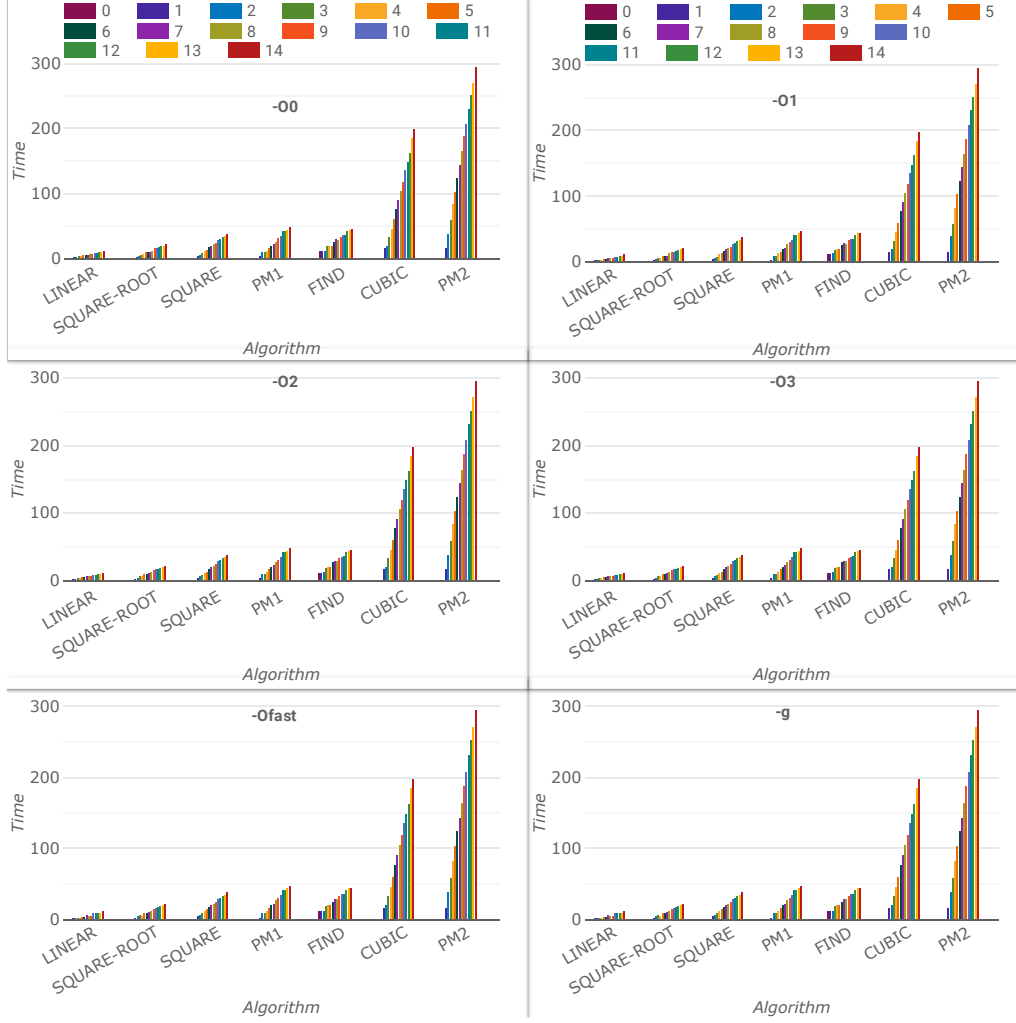 0 1 2 3 4 5
6 7 8 9 10 11
12 13 14
-O0
300
200
100
0
Time
LINEAR
SQUARE-ROOT
SQUARE
PM1
FIND
CUBIC
PM2
Algorithm
0 1 2 3 4 5
6 7 8 9 10
11 12 13 14
-O1
300
200
100
0
Time
LINEAR
SQUARE-ROOT
SQUARE
PM1
FIND
CUBIC
PM2
Algorithm
-O2
300
200
100
0
Time
LINEAR
SQUARE-ROOT
SQUARE
PM1
FIND
CUBIC
PM2
Algorithm
-O3
300
200
100
0
Time
LINEAR
SQUARE-ROOT
SQUARE
PM1
FIND
CUBIC
PM2
Algorithm
-Ofast
300
200
100
0
Time
LINEAR
SQUARE-ROOT
SQUARE
PM1
FIND
CUBIC
PM2
Algorithm
-g
300
200
100
0
Time
LINEAR
SQUARE-ROOT
SQUARE
PM1
FIND
CUBIC
PM2
Algorithm